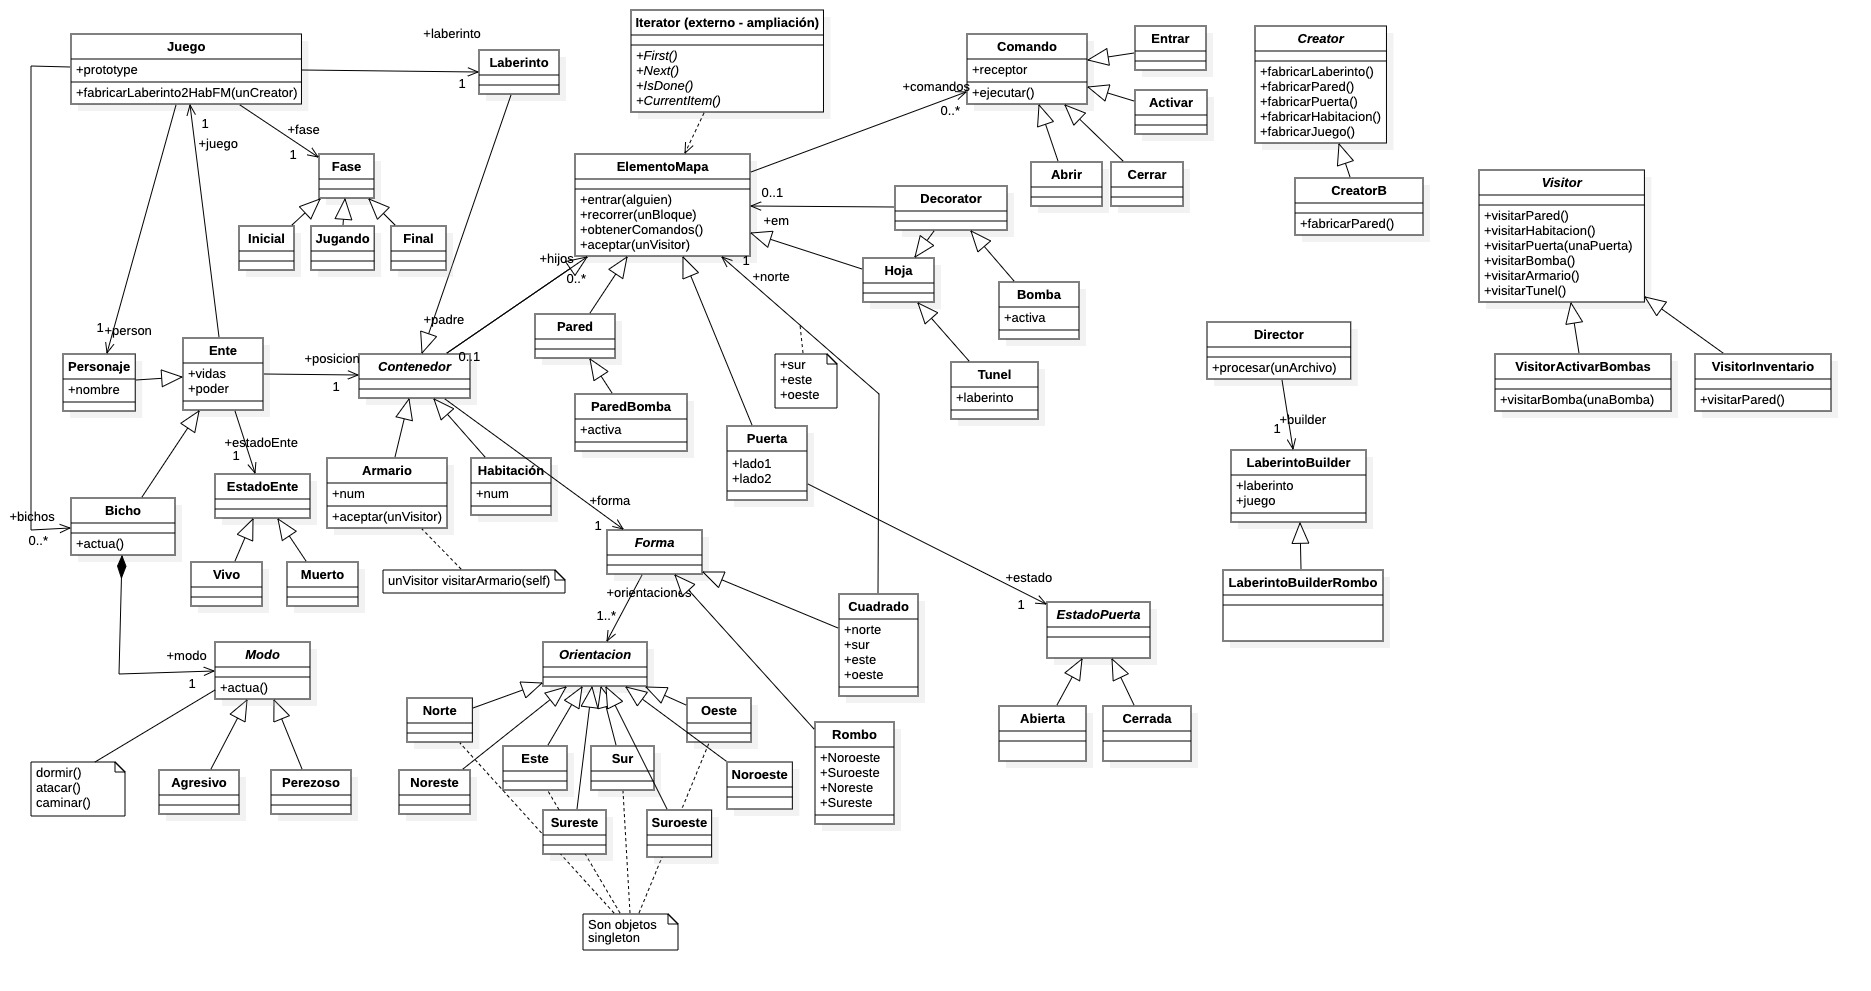 Juego
+prototype
+fabricarLaberinto2HabFM(unCreator)
+laberinto
1
Laberinto
Iterator (externo - ampliación)
+First()
+Next()
+IsDone()
+CurrentItem()
Comando
+receptor
+ejecutar()
+comandos
0..*
Entrar
Activar
Abrir
Cerrar
Creator
+fabricarLaberinto()
+fabricarPared()
+fabricarPuerta()
+fabricarHabitacion()
+fabricarJuego()
CreatorB
+fabricarPared()
Visitor
+visitarPared()
+visitarHabitacion()
+visitarPuerta(unaPuerta)
+visitarBomba()
+visitarArmario()
+visitarTunel()
VisitorActivarBombas
+visitarBomba(unaBomba)
VisitorInventario
+visitarPared()
1
+juego
+fase
1
Fase
Inicial
Jugando
Final
ElementoMapa
+entrar(alguien)
+recorrer(unBloque)
+obtenerComandos()
+aceptar(unVisitor)
0..1
+em
Decorator
Hoja
Bomba
+activa
Tunel
+laberinto
+hijos
0..*
1
+norte
+sur
+este
+oeste
Pared
ParedBomba
+activa
Puerta
+lado1
+lado2
Director
+procesar(unArchivo)
+builder
1
LaberintoBuilder
+laberinto
+juego
LaberintoBuilderRombo
1
+person
Personaje
+nombre
Ente
+vidas
+poder
+posicion
1
+padre
0..1
Contenedor
Armario
+num
+aceptar(unVisitor)
Habitación
+num
unVisitor visitarArmario(self)
+estadoEnte
1
EstadoEnte
Vivo
Muerto
+bichos
0..*
Bicho
+actua()
+modo
1
Modo
+actua()
dormir()
atacar()
caminar()
Agresivo
Perezoso
+forma
1
Forma
+orientaciones
1..*
Orientacion
Norte
Noreste
Este
Sureste
Sur
Suroeste
Oeste
Noroeste
Son objetos
singleton
Cuadrado
+norte
+sur
+este
+oeste
Rombo
+Noroeste
+Suroeste
+Noreste
+Sureste
+estado
1
EstadoPuerta
Abierta
Cerrada